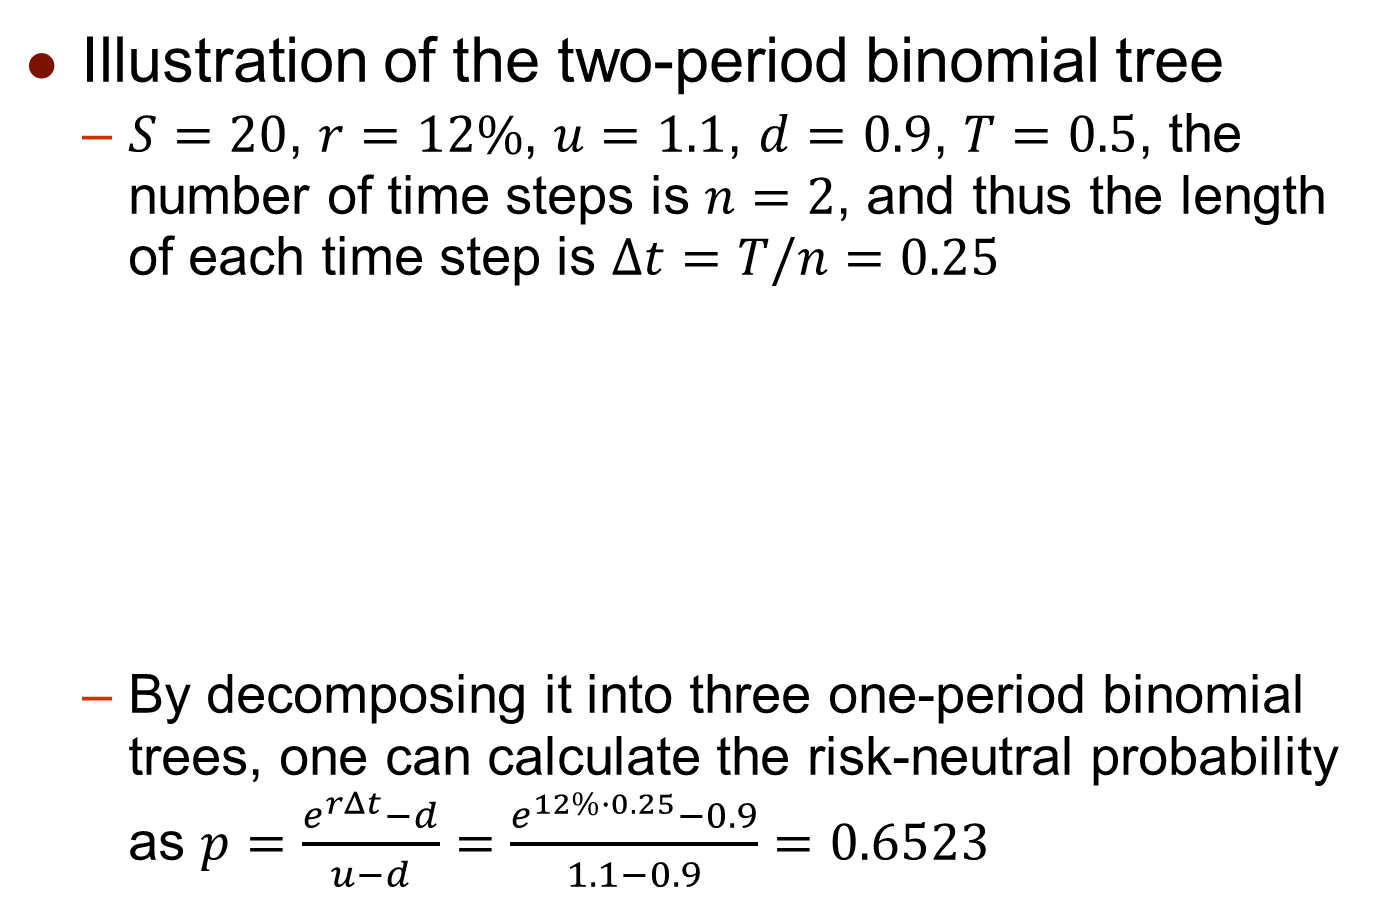 • Illustration of the two-period binomial tree
– S = 20, r = 12%, u = 1.1, d = 0.9, T = 0.5, the
number of time steps is n = 2, and thus the length
of each time step is Δt = T/n = 0.25
– By decomposing it into three one-period binomial
trees, one can calculate the risk-neutral probability
as p = \frac{e^{rΔt}−d}{u−d} = \frac{e^{12%·0.25}−0.9}{1.1−0.9} = 0.6523